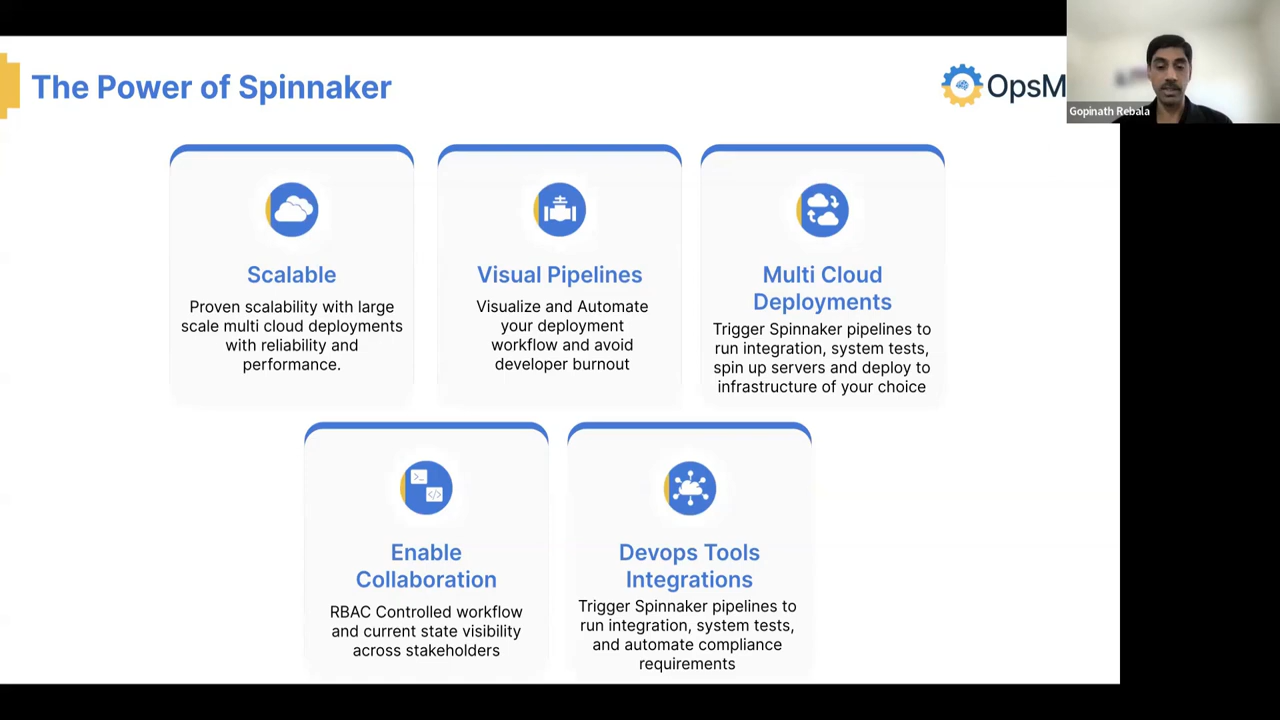 The Power of Spinnaker
OpsM
Gopinath Rebala
Scalable
Proven scalability with large
scale multi cloud deployments
with reliability and
performance.
Visual Pipelines
Visualize and Automate
your deployment
workflow and avoid
developer burnout
Multi Cloud
Deployments
Trigger Spinnaker pipelines to
run integration, system tests,
spin up servers and deploy to
infrastructure of your choice
Enable
Collaboration
RBAC Controlled workflow
and current state visibility
across stakeholders
Devops Tools
Integrations
Trigger Spinnaker pipelines to
run integration, system tests,
and automate compliance
requirements